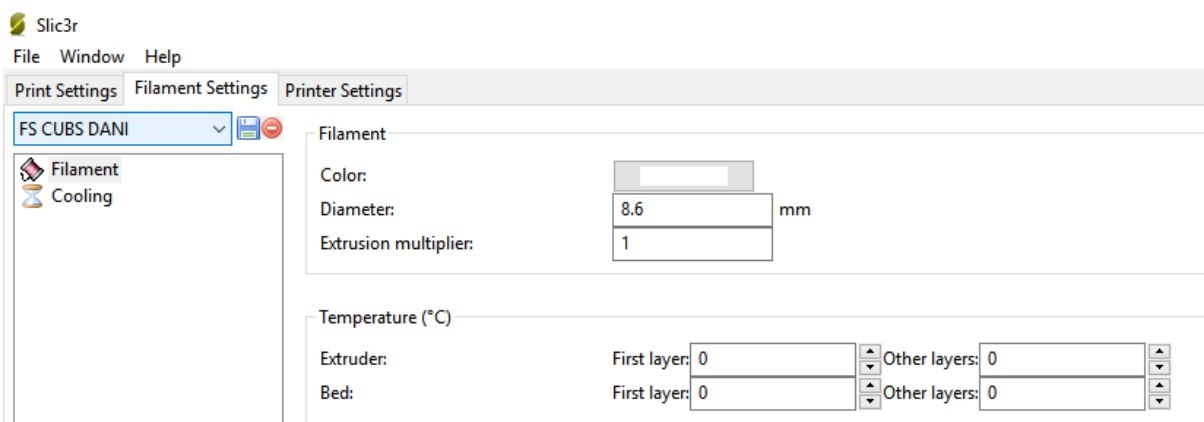 Slic3r
File Window Help
Print Settings Filament Settings Printer Settings
FS CUBS DANI
Filament
Cooling
Filament
Color:
Diameter: 8.6 mm
Extrusion multiplier: 1
Temperature (°C)
Extruder: First layer: 0 Other layers: 0
Bed: First layer: 0 Other layers: 0